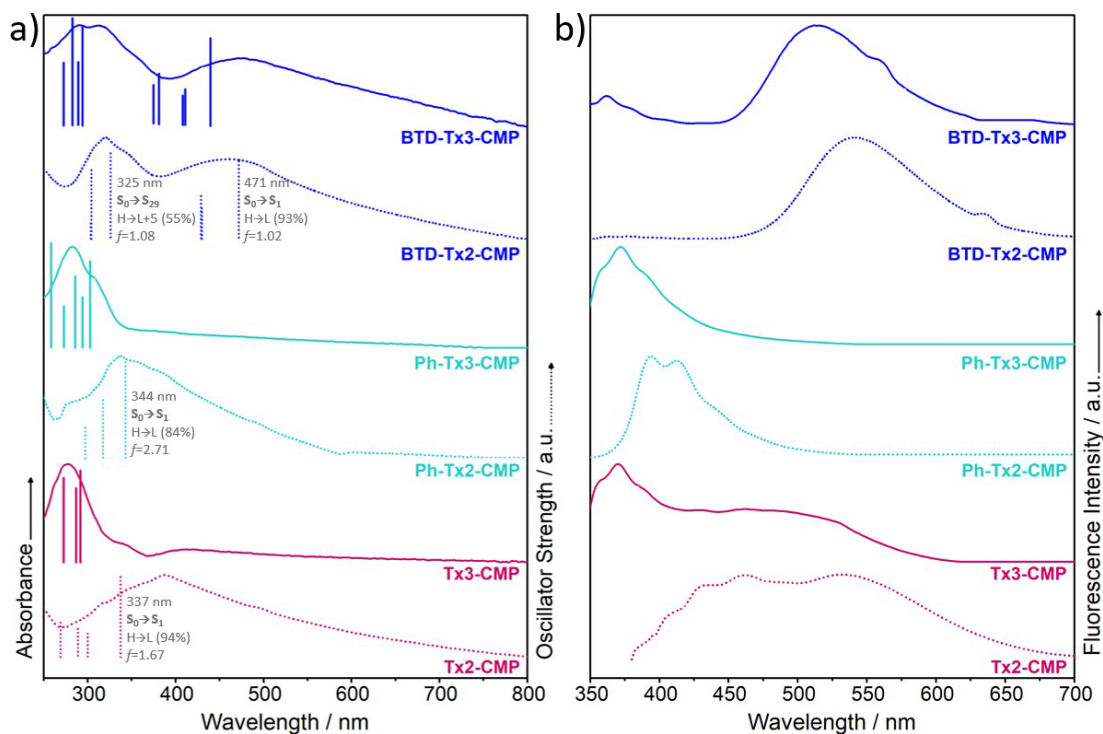 a)
Absorbance
BTD-Tx3-CMP
325 nm
S₀→S₂₉
H→L+5 (55%)
f=1.08
471 nm
S₀→S₁
H→L (93%)
f=1.02
BTD-Tx2-CMP
Ph-Tx3-CMP
344 nm
S₀→S₁
H→L (84%)
f=2.71
Ph-Tx2-CMP
Tx3-CMP
337 nm
S₀→S₁
H→L (94%)
f=1.67
Tx2-CMP
300 400 500 600 700 800
Wavelength / nm
Oscillator Strength / a.u.
b)
BTD-Tx3-CMP
BTD-Tx2-CMP
Ph-Tx3-CMP
Ph-Tx2-CMP
Tx3-CMP
Tx2-CMP
350 400 450 500 550 600 650 700
Wavelength / nm
Fluorescence Intensity / a.u.